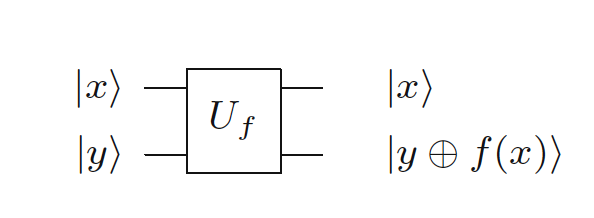 |x⟩ |x⟩
U_f
|y⟩ |y ⊕ f(x)⟩